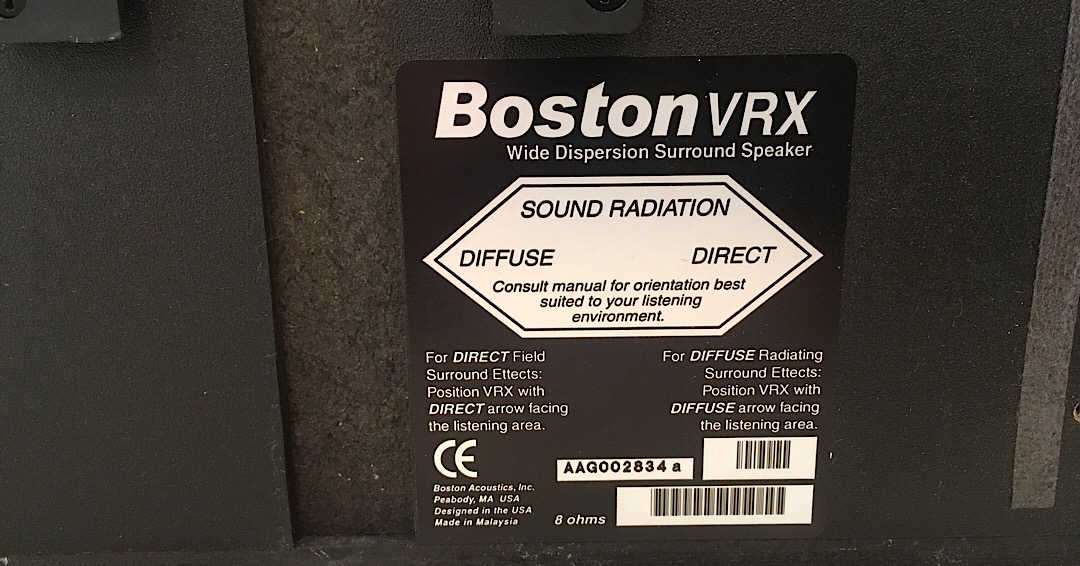 Boston VRX
Wide Dispersion Surround Speaker
SOUND RADIATION
DIFFUSE DIRECT
Consult manual for orientation best
suited to your listening
environment.
For DIRECT Field
Surround Effects:
Position VRX with
DIRECT arrow facing
the listening area.
For DIFFUSE Radiating
Surround Effects:
Position VRX with
DIFFUSE arrow facing
the listening area.
CE
AAG002834 a
Boston Acoustics, Inc.
Peabody, MA USA
Designed in the USA
Made in Malaysia
8 ohms